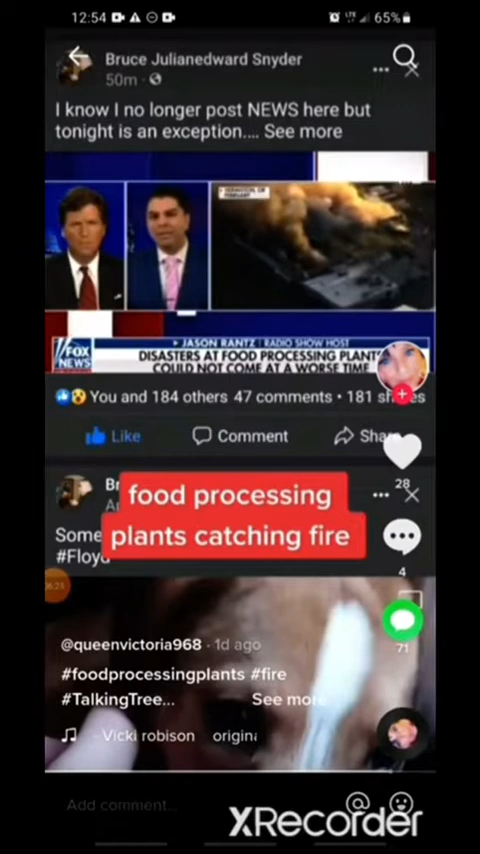 12:54
LTE
65%
Bruce Julianedward Snyder
50m
I know I no longer post NEWS here but
tonight is an exception.... See more
FEBRUARY
JASON RANTZ | RADIO SHOW HOST
FOX
NEWS
DISASTERS AT FOOD PROCESSING PLANTS
COULD NOT COME AT A WORSE TIME
You and 184 others 47 comments • 181
Like
Comment
Share
28
food processing
plants catching fire
Some
#Floyd
4
@queenvictoria968 · 1d ago
71
#foodprocessingplants #fire
#TalkingTree...
See more
Vicki robison
Add comment...
XRecorder